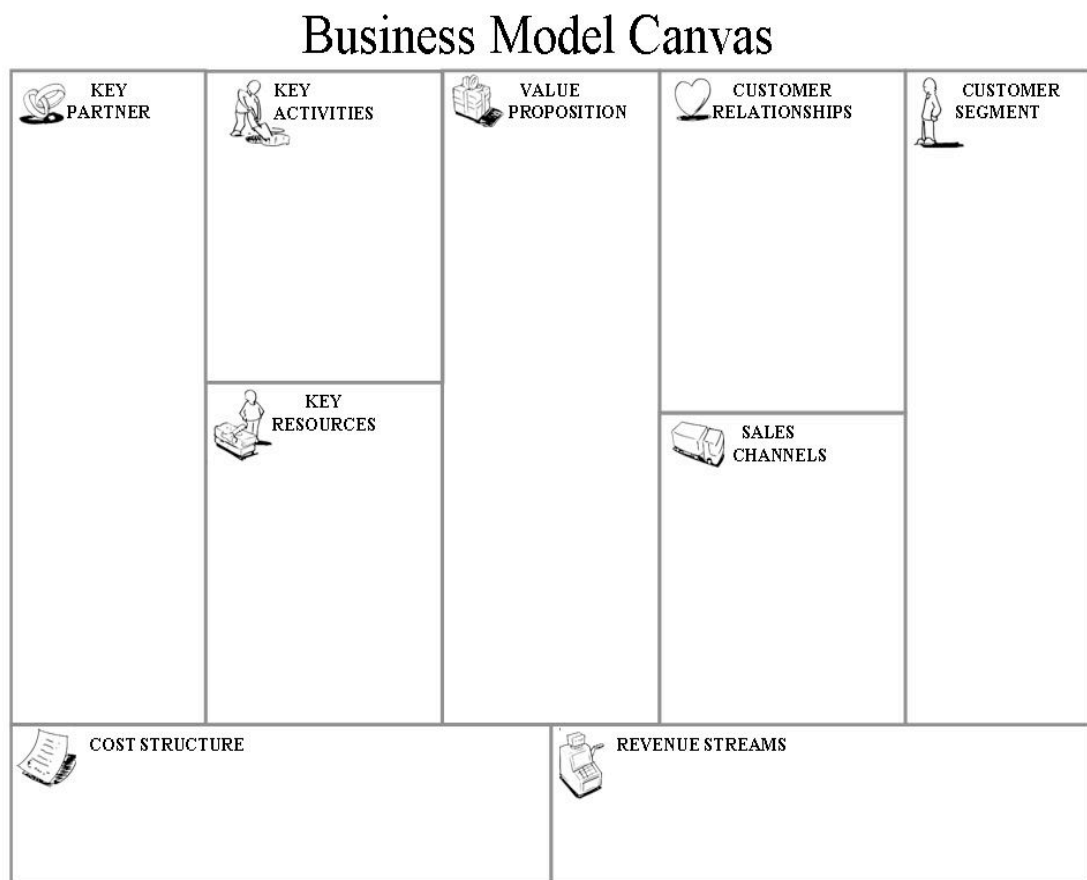 Business Model Canvas
KEY
PARTNER
KEY
ACTIVITIES
VALUE
PROPOSITION
CUSTOMER
RELATIONSHIPS
CUSTOMER
SEGMENT
KEY
RESOURCES
SALES
CHANNELS
COST STRUCTURE
REVENUE STREAMS